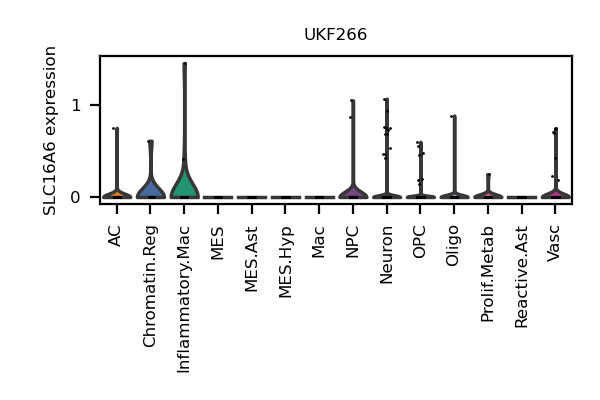 UKF266
SLC16A6 expression
1
0
AC
Chromatin.Reg
Inflammatory.Mac
MES
MES.Ast
MES.Hyp
Mac
NPC
Neuron
OPC
Oligo
Prolif.Metab
Reactive.Ast
Vasc